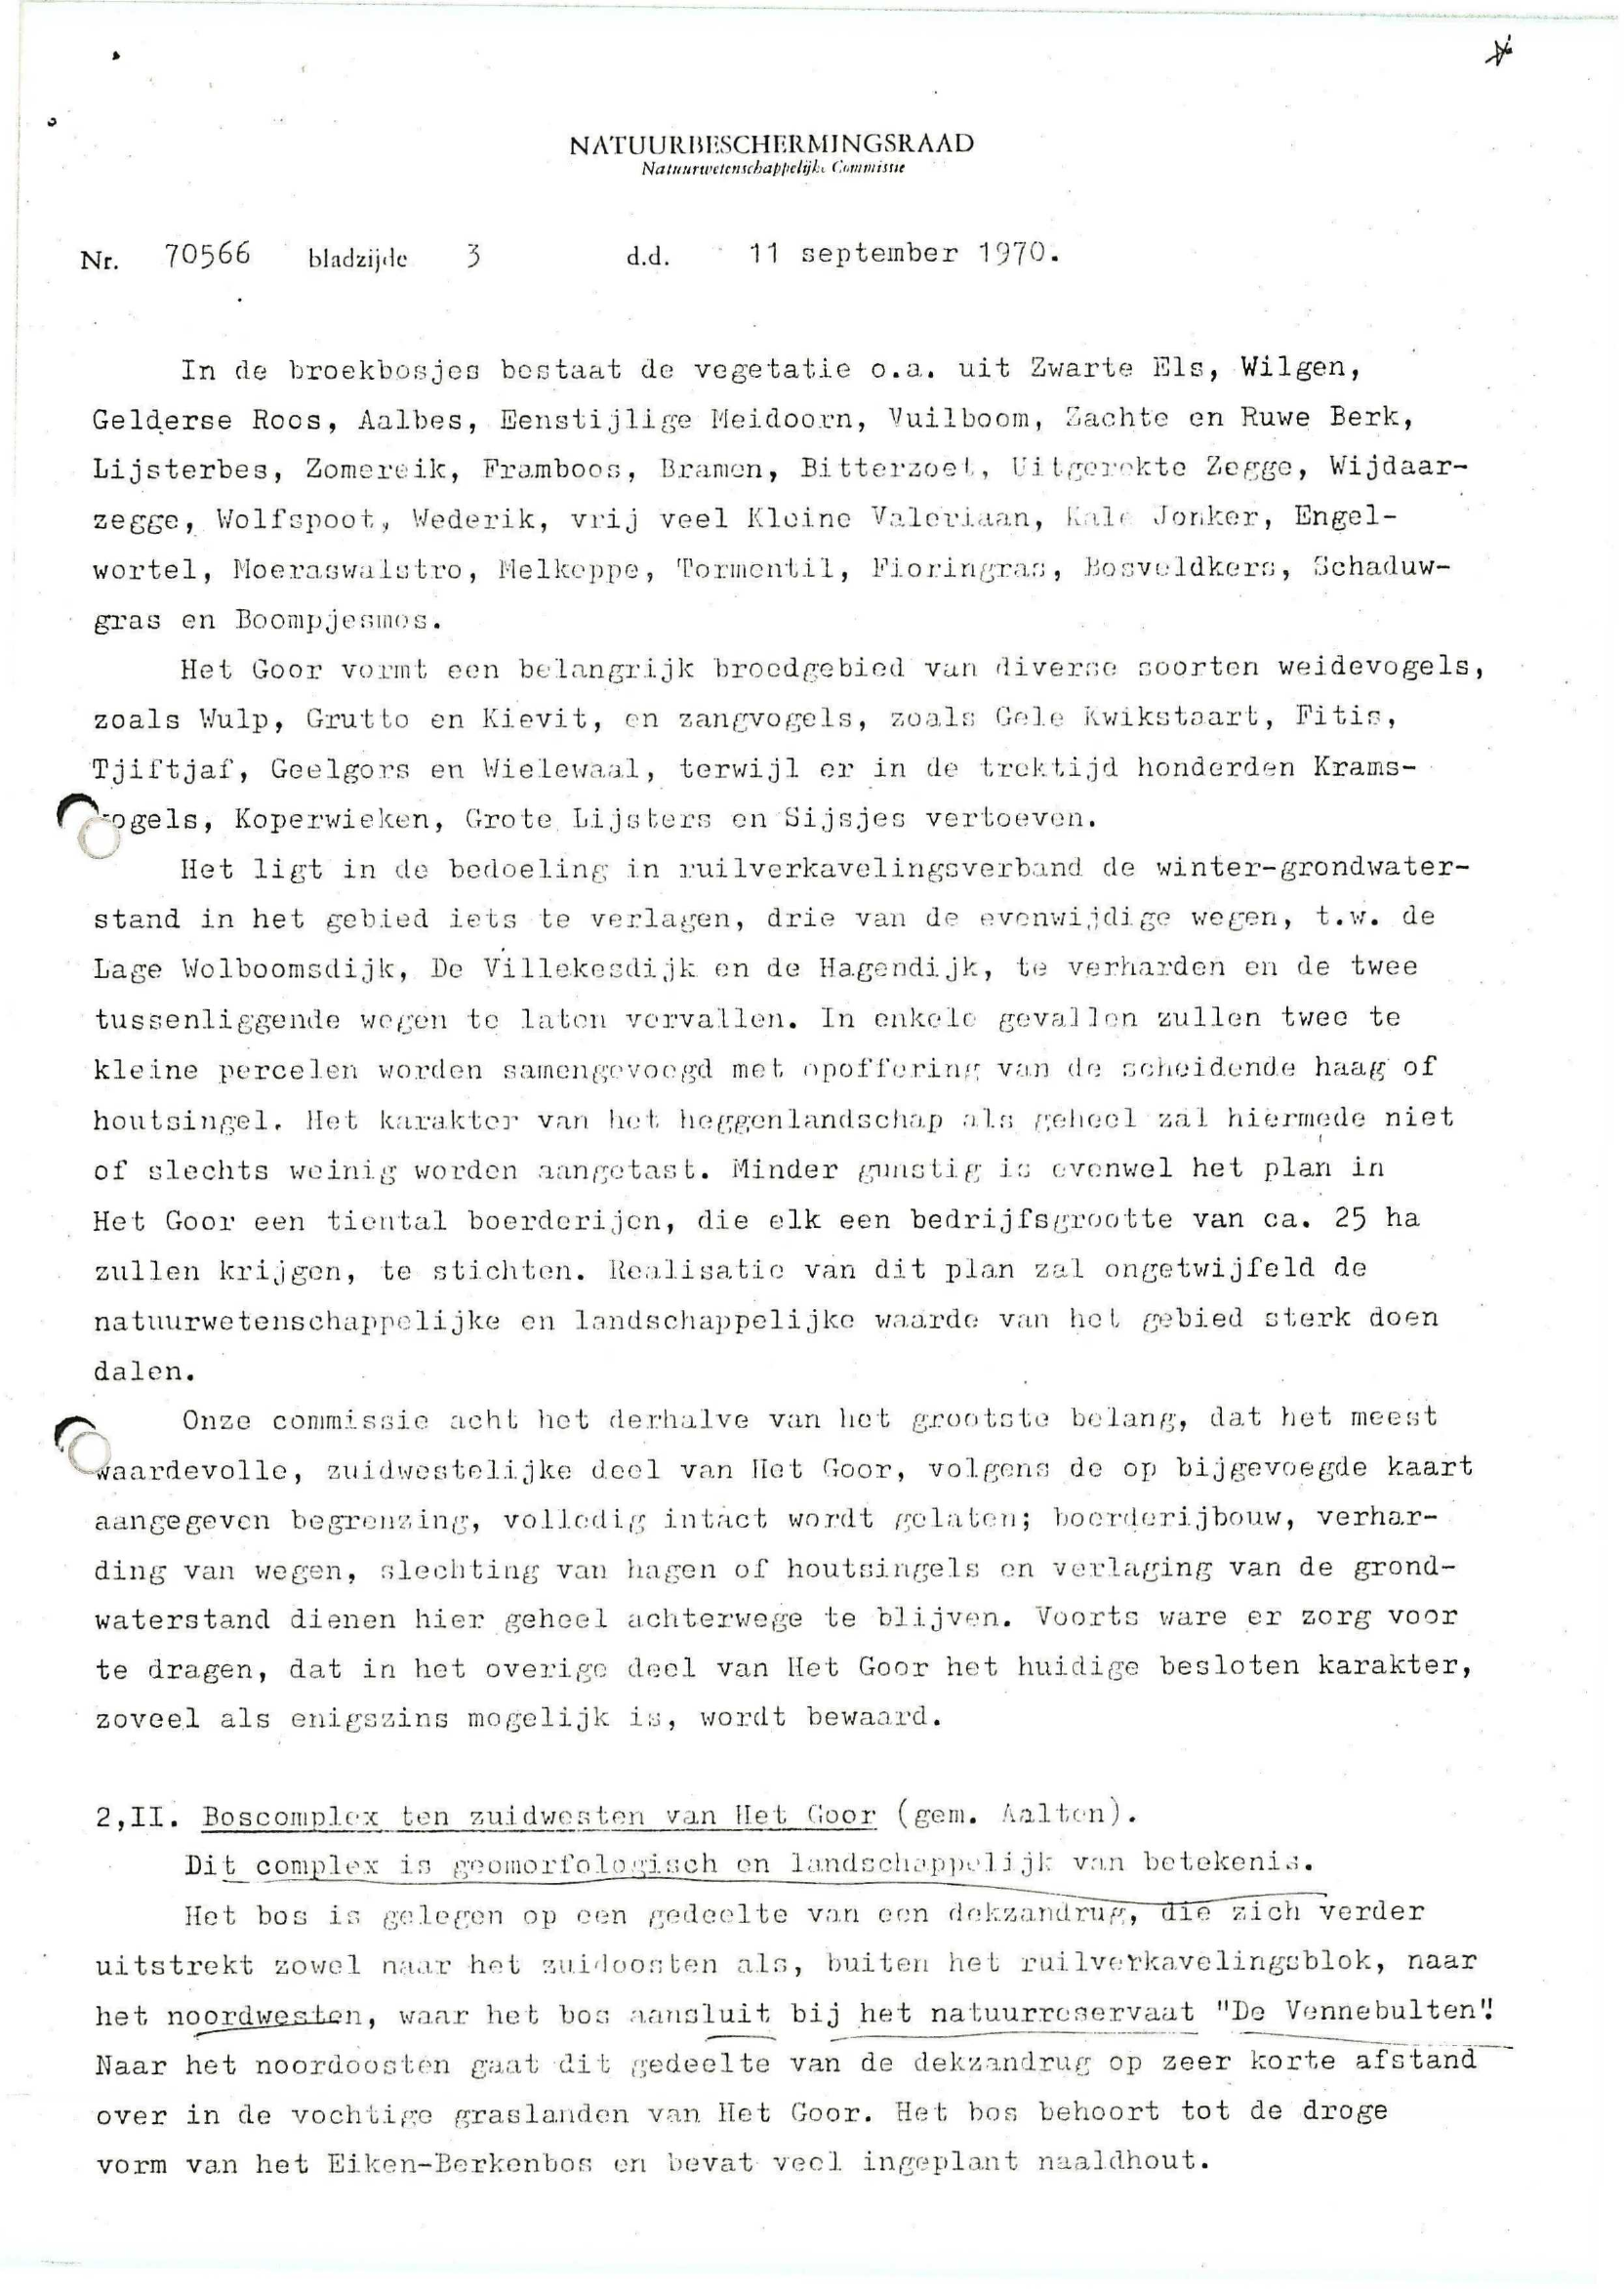 NATUURBESCHERMINGSRAAD
Natuurwetenschappelijke Commissie
Nr. 70566 bladzijde 3 d.d. 11 september 1970.
In de broekbosjes bestaat de vegetatie o.a. uit Zwarte Els, Wilgen,
Gelderse Roos, Aalbes, Eenstijlige Meidoorn, Vuilboom, Zachte en Ruwe Berk,
Lijsterbes, Zomereik, Framboos, Bramen, Bitterzoet, Uitgerekte Zegge, Wijdaar-
zegge, Wolfspoot, Wederik, vrij veel Kleine Valeriaan, Kale Jonker, Engel-
wortel, Moeraswalstro, Melkeppe, Tormentil, Fioringras, Bosveldkers, Schaduw-
gras en Boompjesmos.
Het Goor vormt een belangrijk broedgebied van diverse soorten weidevogels,
zoals Wulp, Grutto en Kievit, en zangvogels, zoals Gele Kwikstaart, Fitis,
Tjiftjaf, Geelgors en Wielewaal, terwijl er in de trektijd honderden Krams-
vogels, Koperwieken, Grote Lijsters en Sijsjes vertoeven.
Het ligt in de bedoeling in ruilverkavelingsverband de winter-grondwater-
stand in het gebied iets te verlagen, drie van de evenwijdige wegen, t.w. de
Lage Wolboomsdijk, De Villekesdijk en de Hagendijk, te verharden en de twee
tussenliggende wegen te laten vervallen. In enkele gevallen zullen twee te
kleine percelen worden samengevoegd met opoffering van de scheidende haag of
houtsingel. Het karakter van het heggenlandschap als geheel zal hiermede niet
of slechts weinig worden aangetast. Minder gunstig is evenwel het plan in
Het Goor een tiental boerderijen, die elk een bedrijfsgrootte van ca. 25 ha
zullen krijgen, te stichten. Realisatie van dit plan zal ongetwijfeld de
natuurwetenschappelijke en landschappelijke waarde van het gebied sterk doen
dalen.
Onze commissie acht het derhalve van het grootste belang, dat het meest
waardevolle, zuidwestelijke deel van Het Goor, volgens de op bijgevoegde kaart
aangegeven begrenzing, volledig intact wordt gelaten; boerderijbouw, verhar-
ding van wegen, slechting van hagen of houtsingels en verlaging van de grond-
waterstand dienen hier geheel achterwege te blijven. Voorts ware er zorg voor
te dragen, dat in het overige deel van Het Goor het huidige besloten karakter,
zoveel als enigszins mogelijk is, wordt bewaard.
2,II. Boscomplex ten zuidwesten van Het Goor (gem. Aalten).
Dit complex is geomorfologisch en landschappelijk van betekenis.
Het bos is gelegen op een gedeelte van een dekzandrug, die zich verder
uitstrekt zowel naar het zuidoosten als, buiten het ruilverkavelingsblok, naar
het noordwesten, waar het bos aansluit bij het natuurreservaat "De Vennebulten".
Naar het noordoosten gaat dit gedeelte van de dekzandrug op zeer korte afstand
over in de vochtige graslanden van Het Goor. Het bos behoort tot de droge
vorm van het Eiken-Berkenbos en bevat veel ingeplant naaldhout.